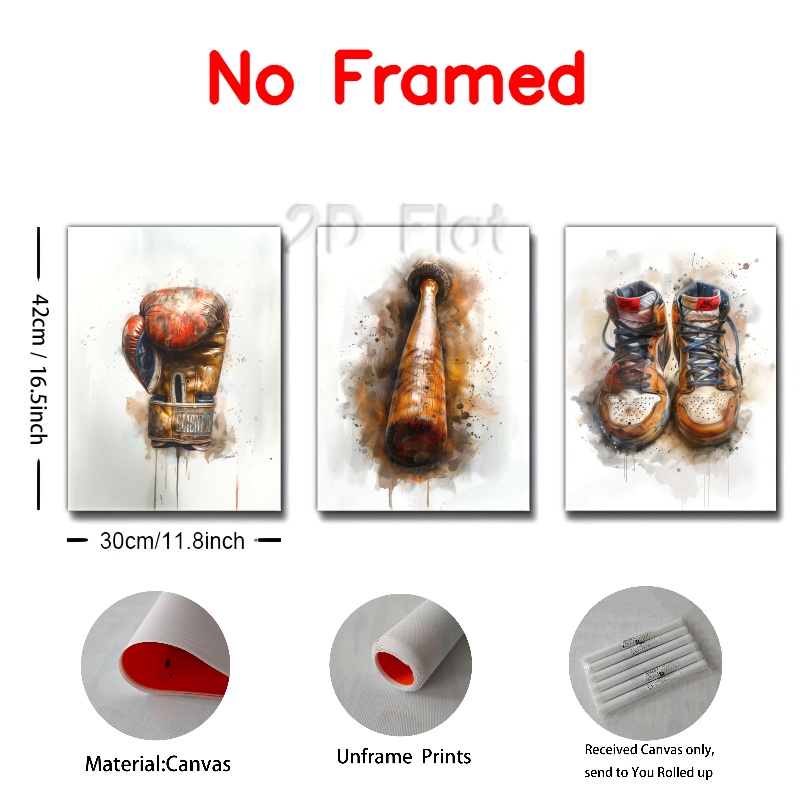 No Framed
2D Flat
42cm / 16.5inch
30cm/11.8inch
Material:Canvas
Unframe Prints
Received Canvas only,
send to You Rolled up